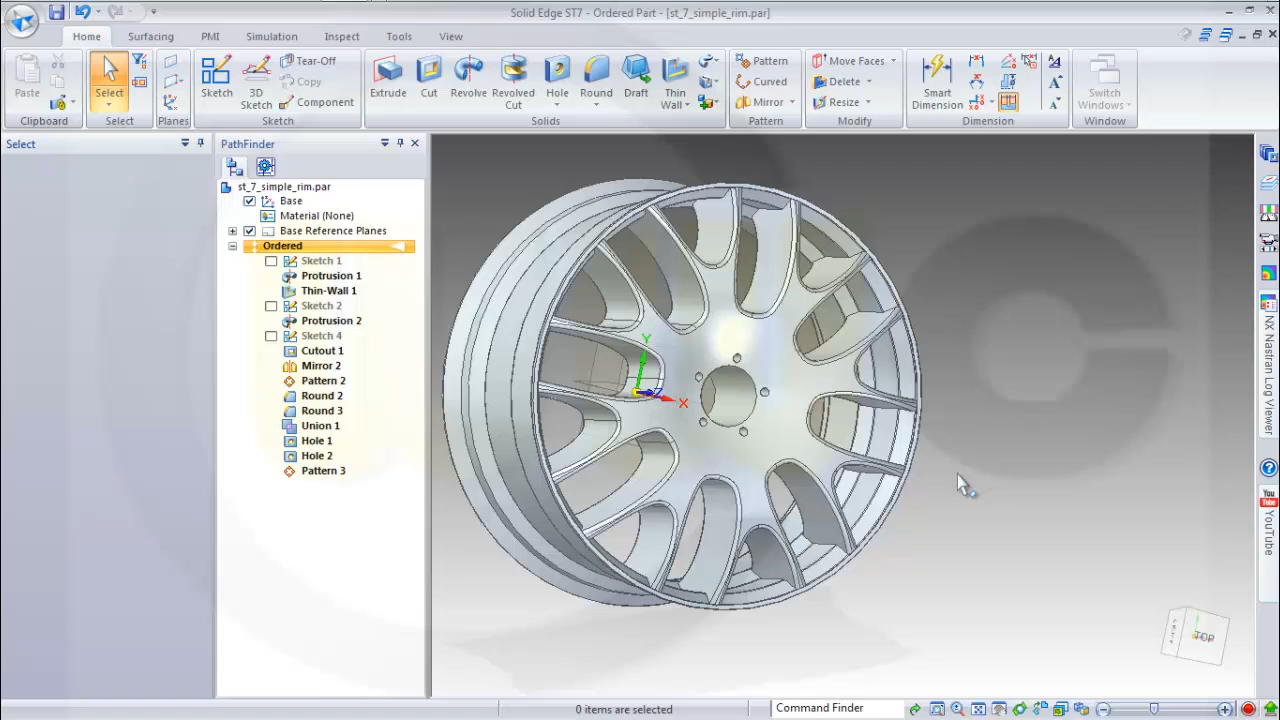 Solid Edge ST7 - Ordered Part - [st_7_simple_rim.par]
Home Surfacing PMI Simulation Inspect Tools View
Paste
Clipboard
Select
Select
Planes
Sketch
3D Sketch
Tear-Off
Copy
Component
Sketch
Extrude
Cut
Revolve
Revolved Cut
Hole
Round
Draft
Thin Wall
Solids
Pattern
Curved
Mirror
Pattern
Move Faces
Delete
Resize
Modify
Smart Dimension
Dimension
Switch Windows
Window
Select
PathFinder
st_7_simple_rim.par
Base
Material (None)
Base Reference Planes
Ordered
Sketch 1
Protrusion 1
Thin-Wall 1
Sketch 2
Protrusion 2
Sketch 4
Cutout 1
Mirror 2
Pattern 2
Round 2
Round 3
Union 1
Hole 1
Hole 2
Pattern 3
Y
Z
X
TOP
NX Nastran Log Viewer
You Tube
YouTube
0 items are selected
Command Finder